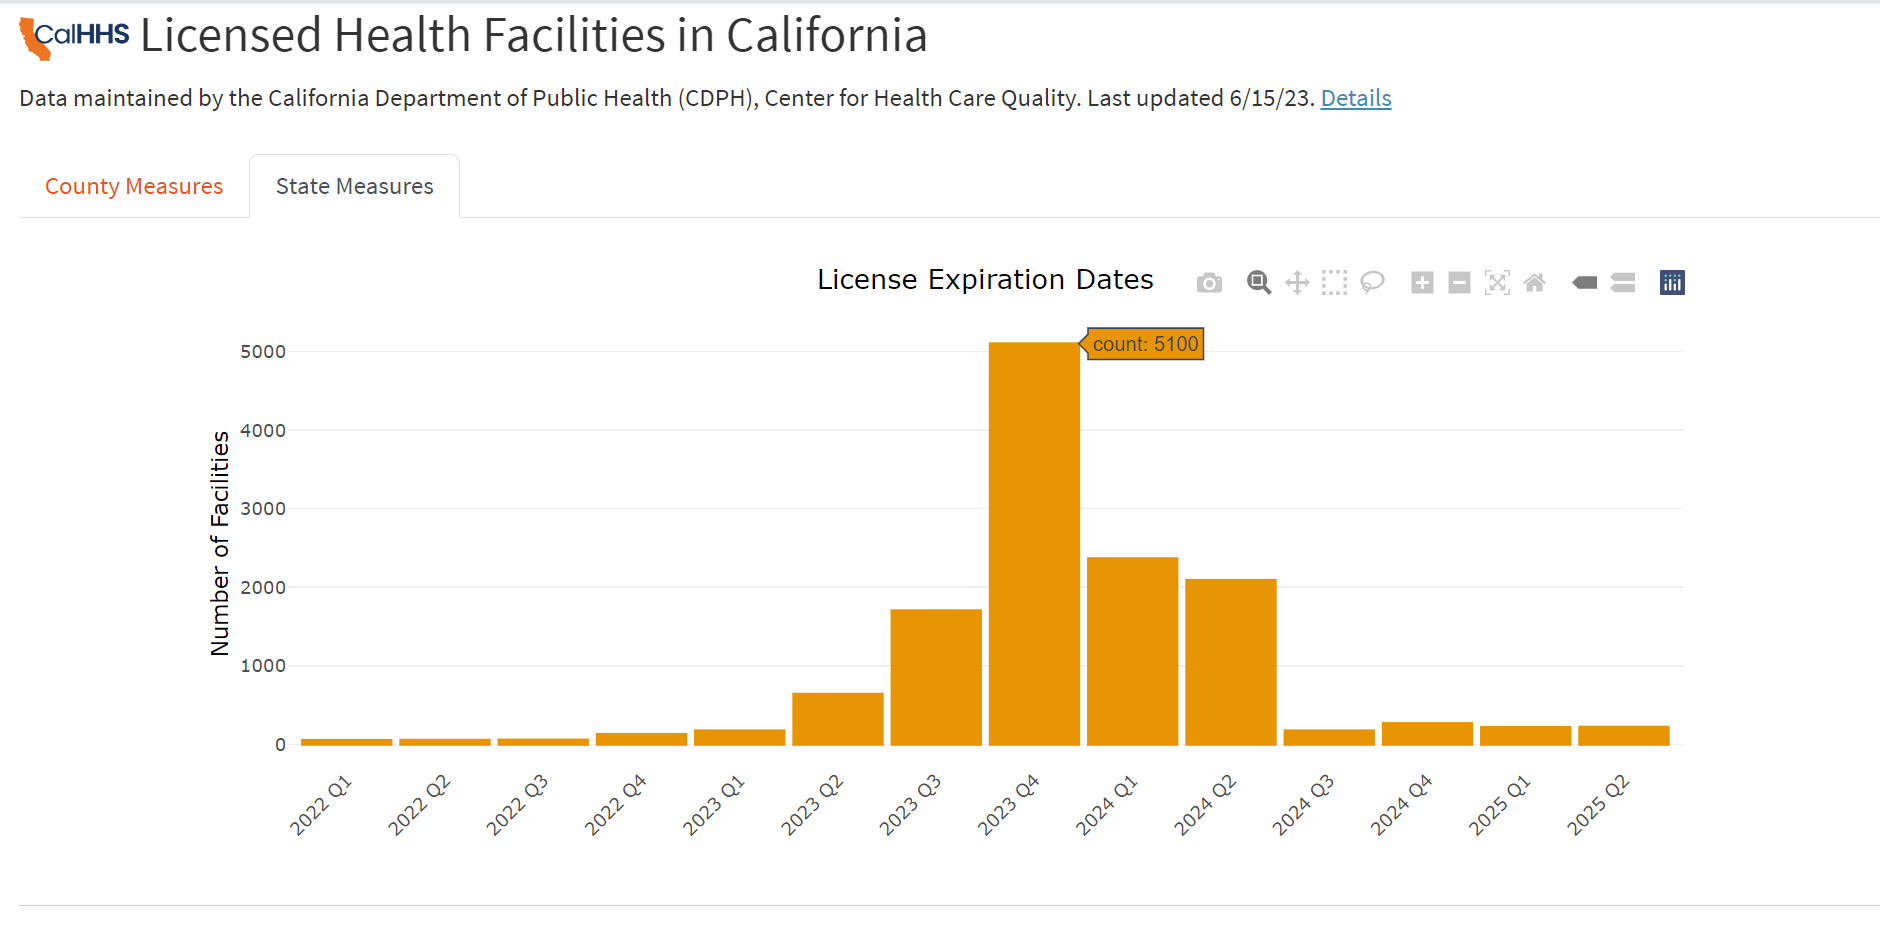 CalHHS Licensed Health Facilities in California
Data maintained by the California Department of Public Health (CDPH), Center for Health Care Quality. Last updated 6/15/23. Details
County Measures
State Measures
License Expiration Dates
count: 5100
5000
4000
3000
2000
1000
0
Number of Facilities
2022 Q1
2022 Q2
2022 Q3
2022 Q4
2023 Q1
2023 Q2
2023 Q3
2023 Q4
2024 Q1
2024 Q2
2024 Q3
2024 Q4
2025 Q1
2025 Q2